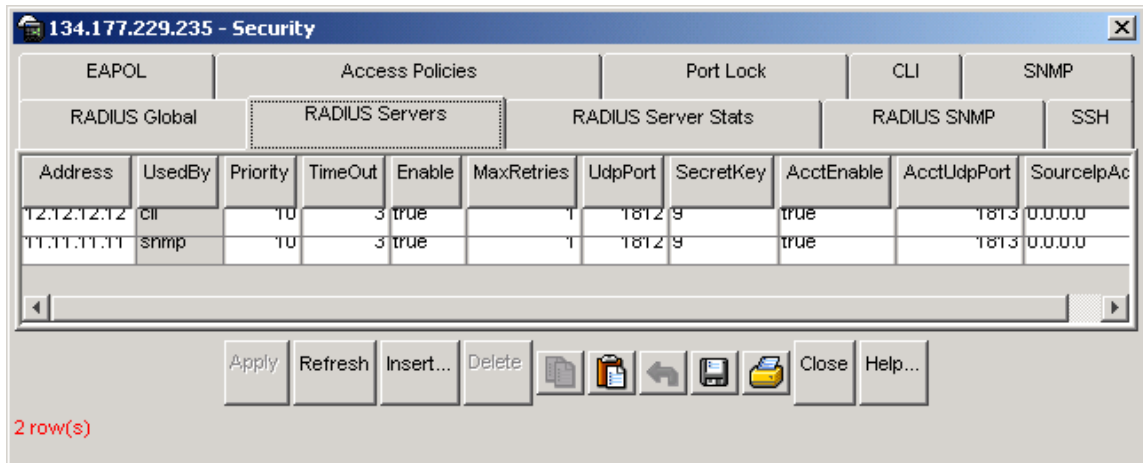 134.177.229.235 - Security
EAPOL Access Policies Port Lock CLI SNMP
RADIUS Global RADIUS Servers RADIUS Server Stats RADIUS SNMP SSH
Address UsedBy Priority TimeOut Enable MaxRetries UdpPort SecretKey AcctEnable AcctUdpPort SourceIpAc
12.12.12.12 cli 10 3 true 1 1812 9 true 1813 0.0.0.0
11.11.11.11 snmp 10 3 true 1 1812 9 true 1813 0.0.0.0
Apply Refresh Insert... Delete Close Help...
2 row(s)